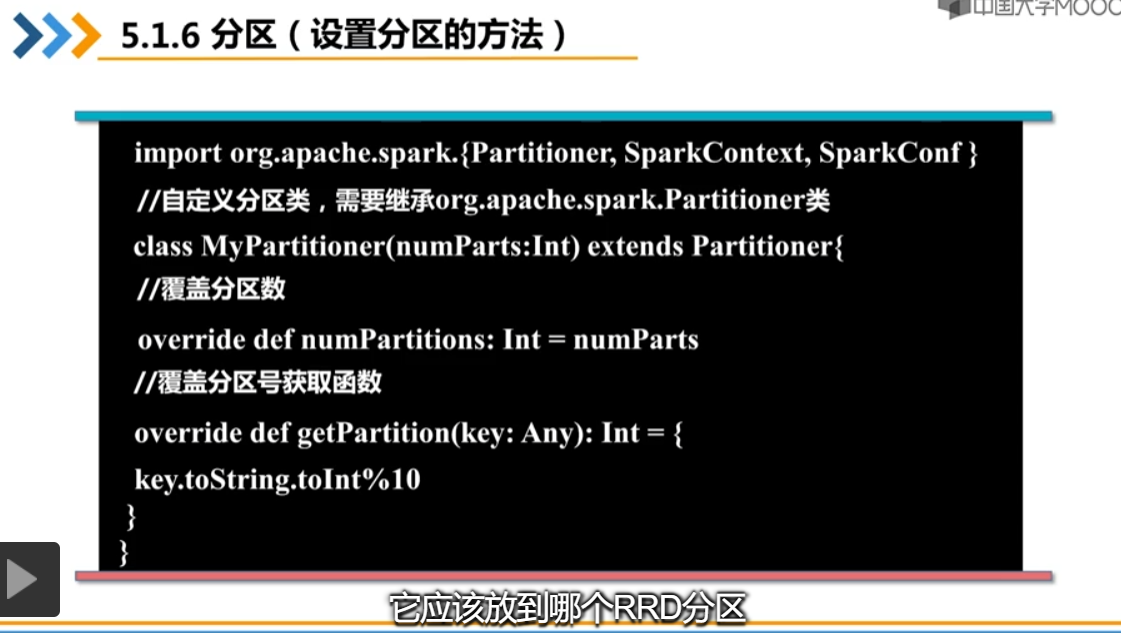 中国大学MOOC
5.1.6 分区（设置分区的方法）
import org.apache.spark.{Partitioner, SparkContext, SparkConf }
//自定义分区类，需要继承org.apache.spark.Partitioner类
class MyPartitioner(numParts:Int) extends Partitioner{
//覆盖分区数
override def numPartitions: Int = numParts
//覆盖分区号获取函数
override def getPartition(key: Any): Int = {
key.toString.toInt%10
}
}
它应该放到哪个RRD分区